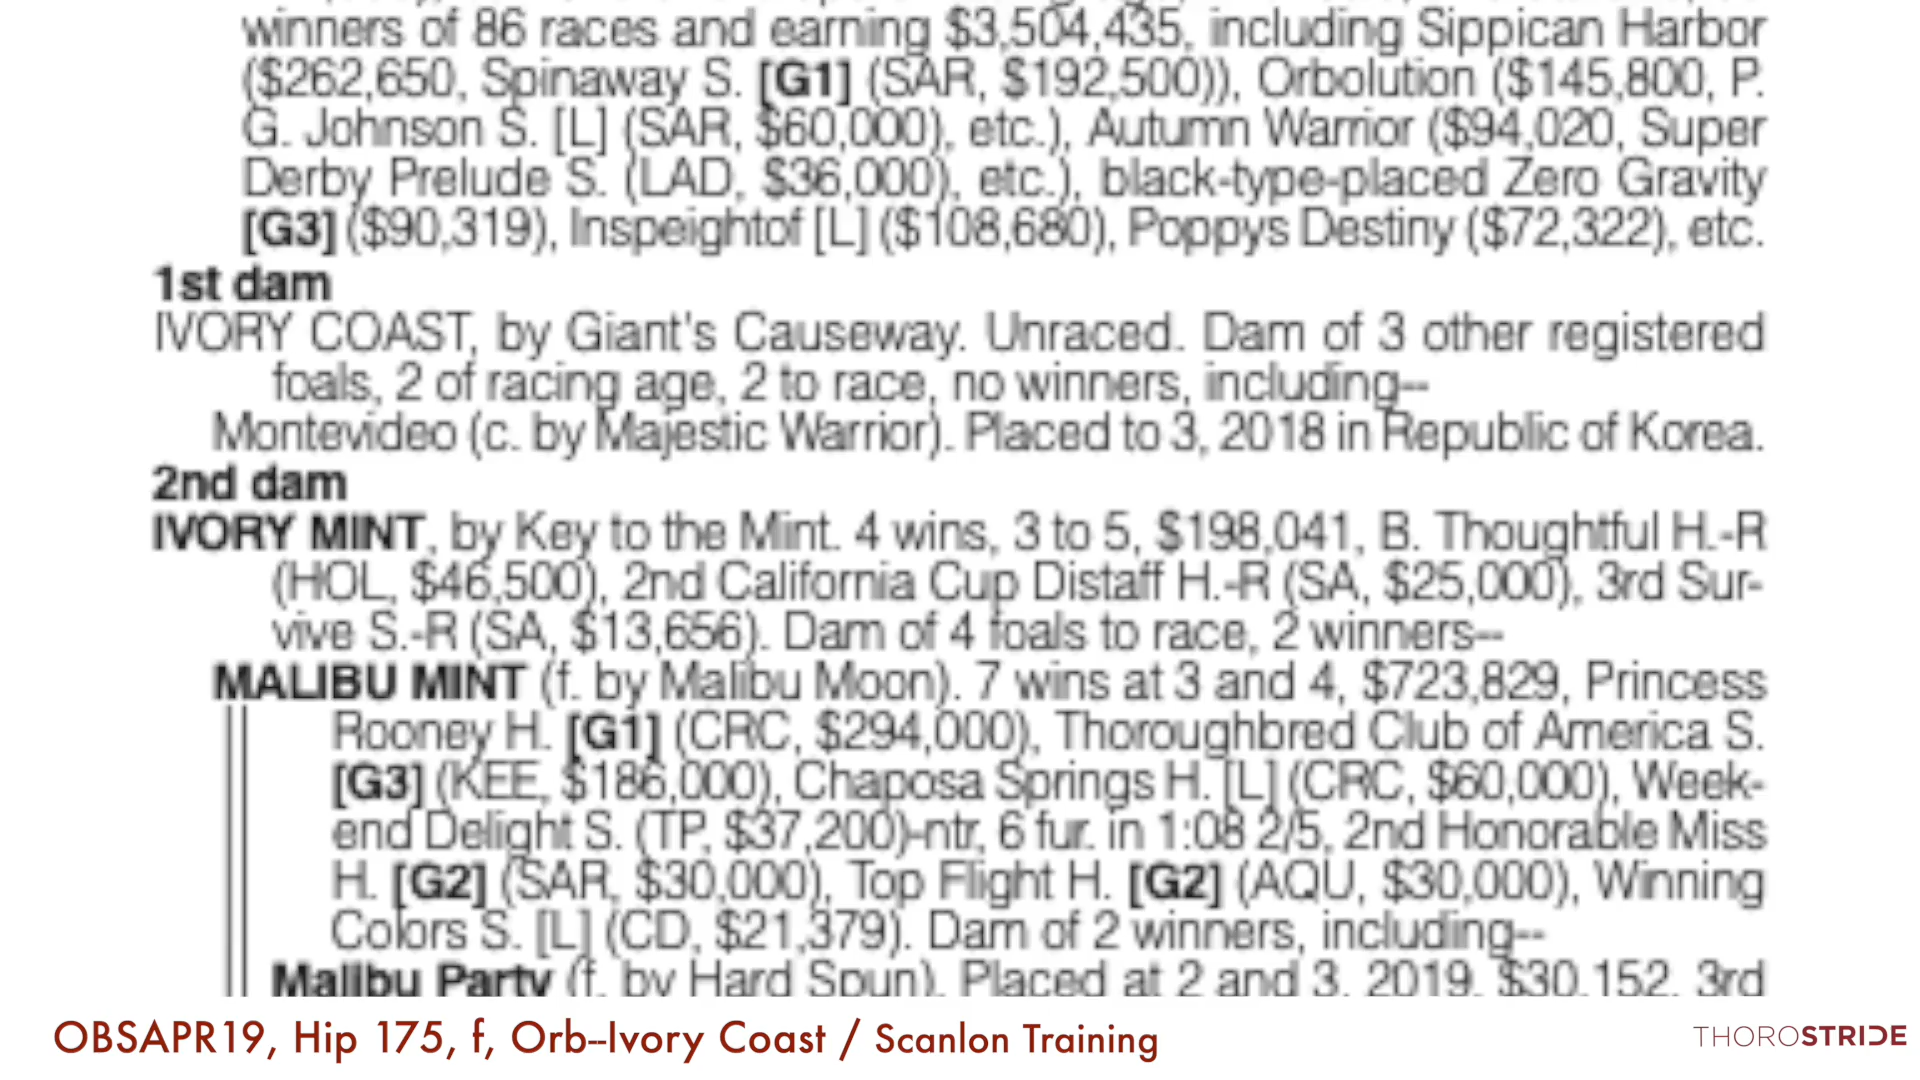 winners of 86 races and earning $3,504,435, including Sippican Harbor
($262,650, Spinaway S. [G1] (SAR, $192,500)), Orbolution ($145,800, P.
G. Johnson S. [L] (SAR, $60,000), etc.), Autumn Warrior ($94,020, Super
Derby Prelude S. (LAD, $36,000), etc.), black-type-placed Zero Gravity
[G3] ($90,319), Inspeightof [L] ($108,680), Poppys Destiny ($72,322), etc.
1st dam
IVORY COAST, by Giant's Causeway. Unraced. Dam of 3 other registered
foals, 2 of racing age, 2 to race, no winners, including--
Montevideo (c. by Majestic Warrior). Placed to 3, 2018 in Republic of Korea.
2nd dam
IVORY MINT, by Key to the Mint. 4 wins, 3 to 5, $198,041, B. Thoughtful H.-R
(HOL, $46,500), 2nd California Cup Distaff H.-R (SA, $25,000), 3rd Sur-
vive S.-R (SA, $13,656). Dam of 4 foals to race, 2 winners--
MALIBU MINT (f. by Malibu Moon). 7 wins at 3 and 4, $723,829, Princess
Rooney H. [G1] (CRC, $294,000), Thoroughbred Club of America S.
[G3] (KEE, $186,000), Chaposa Springs H. [L] (CRC, $60,000), Week-
end Delight S. (TP, $37,200)-ntr, 6 fur. in 1:08 2/5, 2nd Honorable Miss
H. [G2] (SAR, $30,000), Top Flight H. [G2] (AQU, $30,000), Winning
Colors S. [L] (CD, $21,379). Dam of 2 winners, including--
Malibu Party (f. by Hard Spun). Placed at 2 and 3, 2019, $30,152, 3rd
OBSAPR19, Hip 175, f, Orb--Ivory Coast / Scanlon Training
THOROSTRIDE